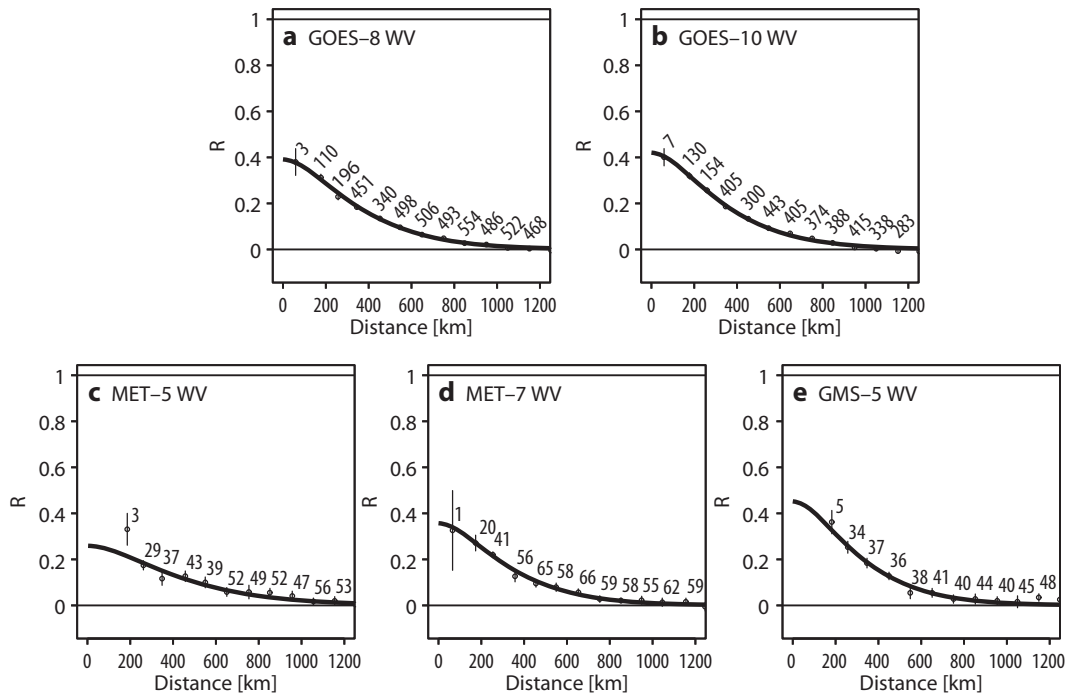 a GOES–8 WV
R
1
0.8
0.6
0.4
0.2
0
3 110 196 451 340 498 506 493 554 486 522 468
0 200 400 600 800 1000 1200
Distance [km]
b GOES–10 WV
R
1
0.8
0.6
0.4
0.2
0
7 130 154 405 300 443 405 374 388 415 338 283
0 200 400 600 800 1000 1200
Distance [km]
c MET–5 WV
R
1
0.8
0.6
0.4
0.2
0
3 29 37 43 39 52 49 52 47 56 53
0 200 400 600 800 1000 1200
Distance [km]
d MET–7 WV
R
1
0.8
0.6
0.4
0.2
0
1 20 41 56 65 58 66 59 58 55 62 59
0 200 400 600 800 1000 1200
Distance [km]
e GMS–5 WV
R
1
0.8
0.6
0.4
0.2
0
5 34 37 36 38 41 40 44 40 45 48
0 200 400 600 800 1000 1200
Distance [km]